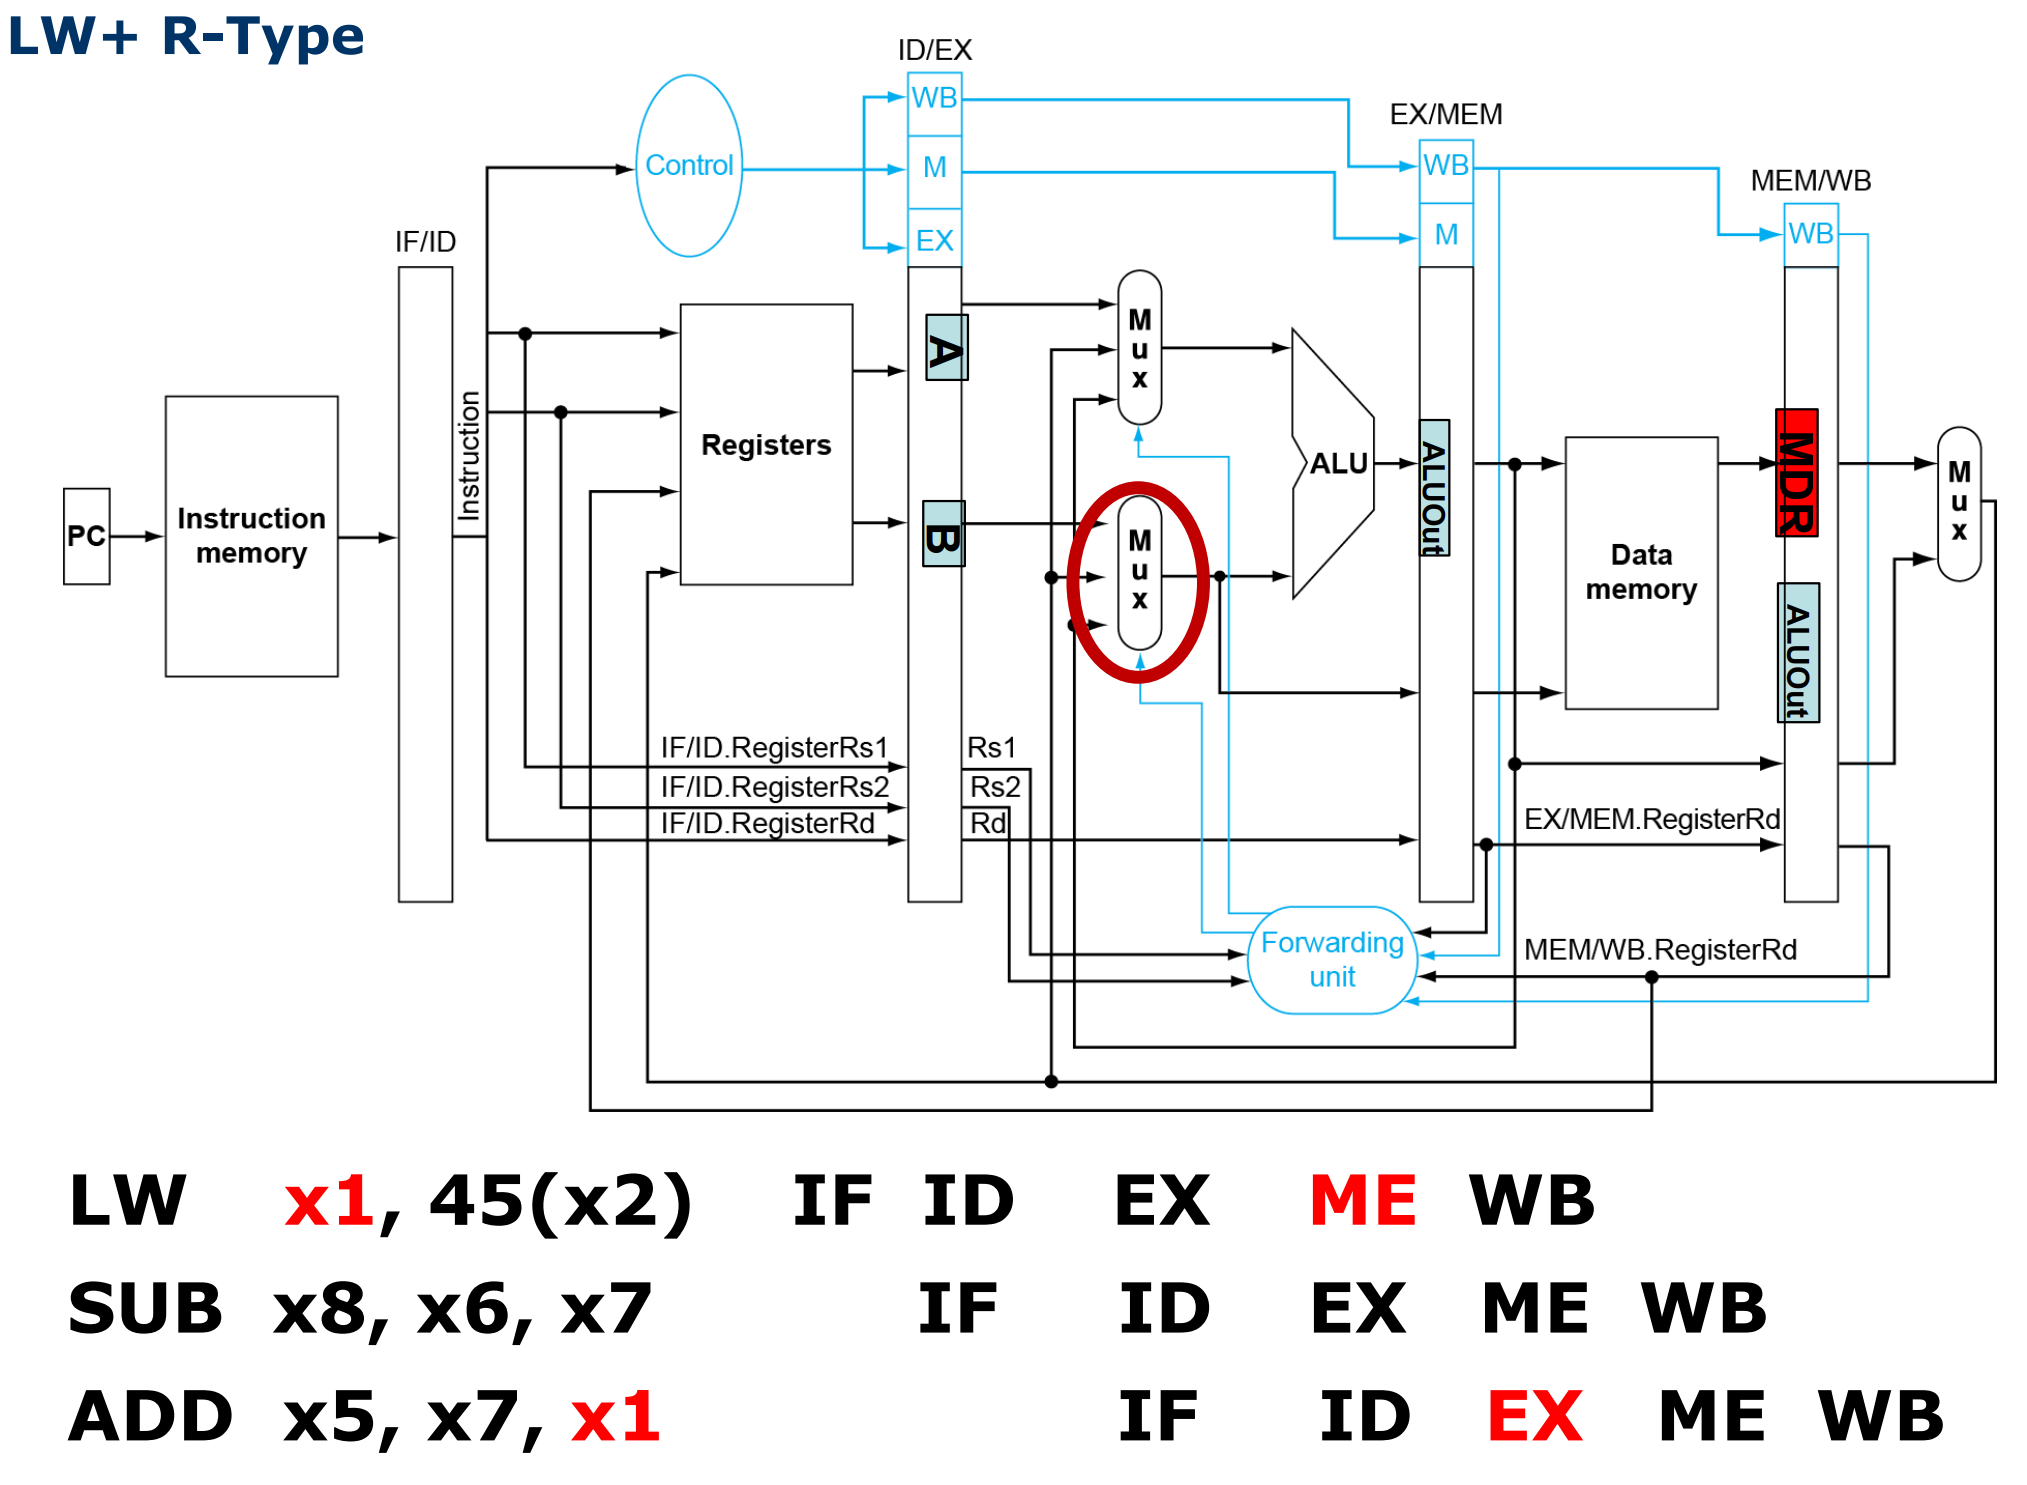 LW+ R-Type
ID/EX
WB
M
EX
Control
EX/MEM
WB
M
MEM/WB
WB
IF/ID
PC
Instruction
memory
Instruction
Registers
A
B
M
u
x
M
u
x
ALU
ALUOut
Data
memory
MDR
ALUOut
M
u
x
IF/ID.RegisterRs1
IF/ID.RegisterRs2
IF/ID.RegisterRd
Rs1
Rs2
Rd
EX/MEM.RegisterRd
Forwarding
unit
MEM/WB.RegisterRd
LW x1, 45(x2) IF ID EX ME WB
SUB x8, x6, x7 IF ID EX ME WB
ADD x5, x7, x1 IF ID EX ME WB